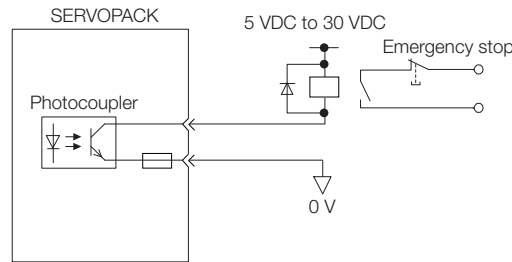 SERVOPACK
5 VDC to 30 VDC
Emergency stop
Photocoupler
0 V